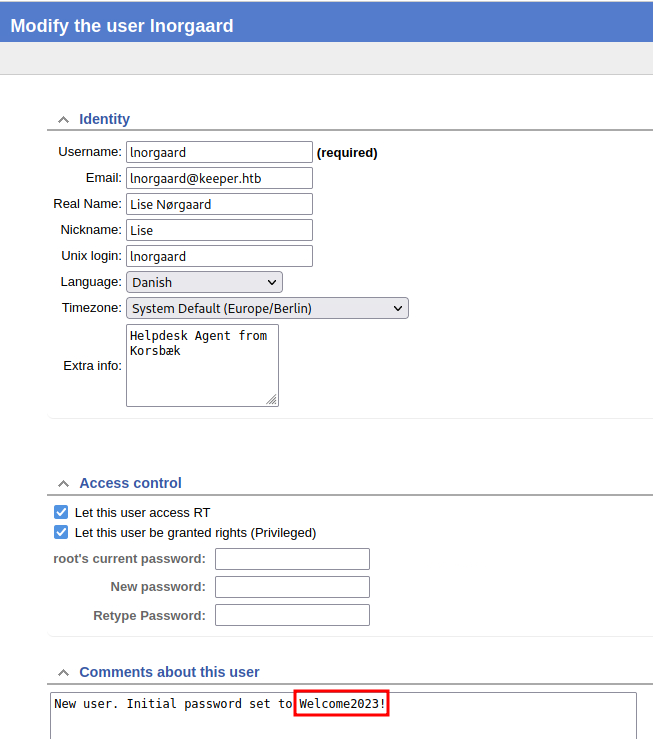 Modify the user lnorgaard
Identity
Username: lnorgaard (required)
Email: lnorgaard@keeper.htb
Real Name: Lise Nørgaard
Nickname: Lise
Unix login: lnorgaard
Language: Danish
Timezone: System Default (Europe/Berlin)
Extra info: Helpdesk Agent from
Korsbæk
Access control
Let this user access RT
Let this user be granted rights (Privileged)
root's current password:
New password:
Retype Password:
Comments about this user
New user. Initial password set to Welcome2023!